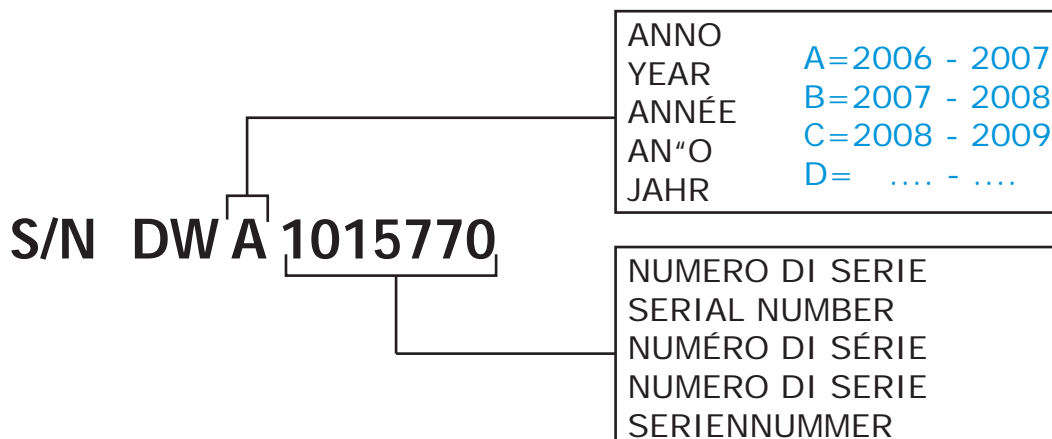 ANNO
YEAR
ANNÉE
AN“O
JAHR
A=2006 - 2007
B=2007 - 2008
C=2008 - 2009
D= .... - ....
S/N DW A 1015770
NUMERO DI SERIE
SERIAL NUMBER
NUMÉRO DI SÉRIE
NUMERO DI SERIE
SERIENNUMMER